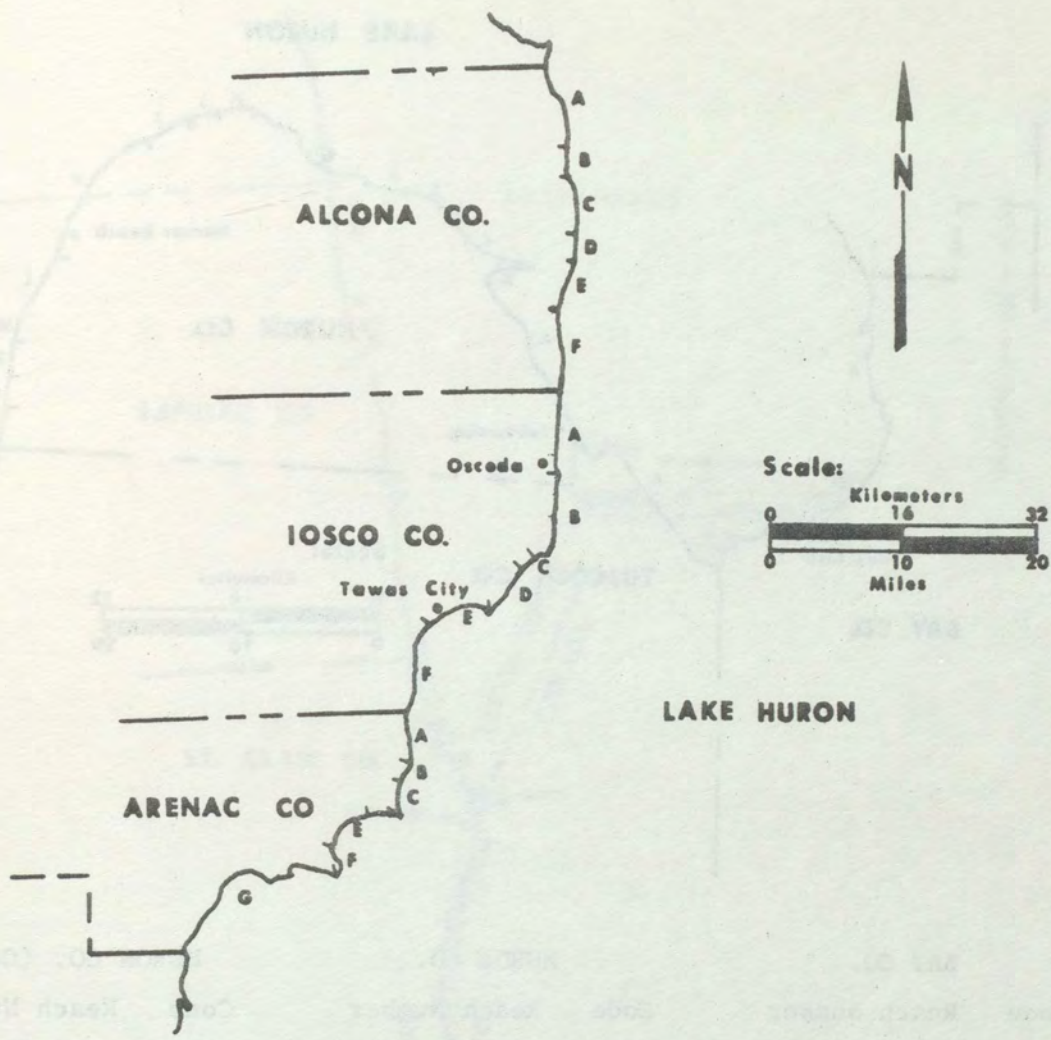 A
B
ALCONA CO.
C
D
E
F
N
A
Oscoda
Scale:
Kilometers
0 16 32
0 10 20
Miles
B
IOSCO CO.
C
Tawas City
D
E
F
LAKE HURON
A
B
ARENAC CO
C
E
F
G